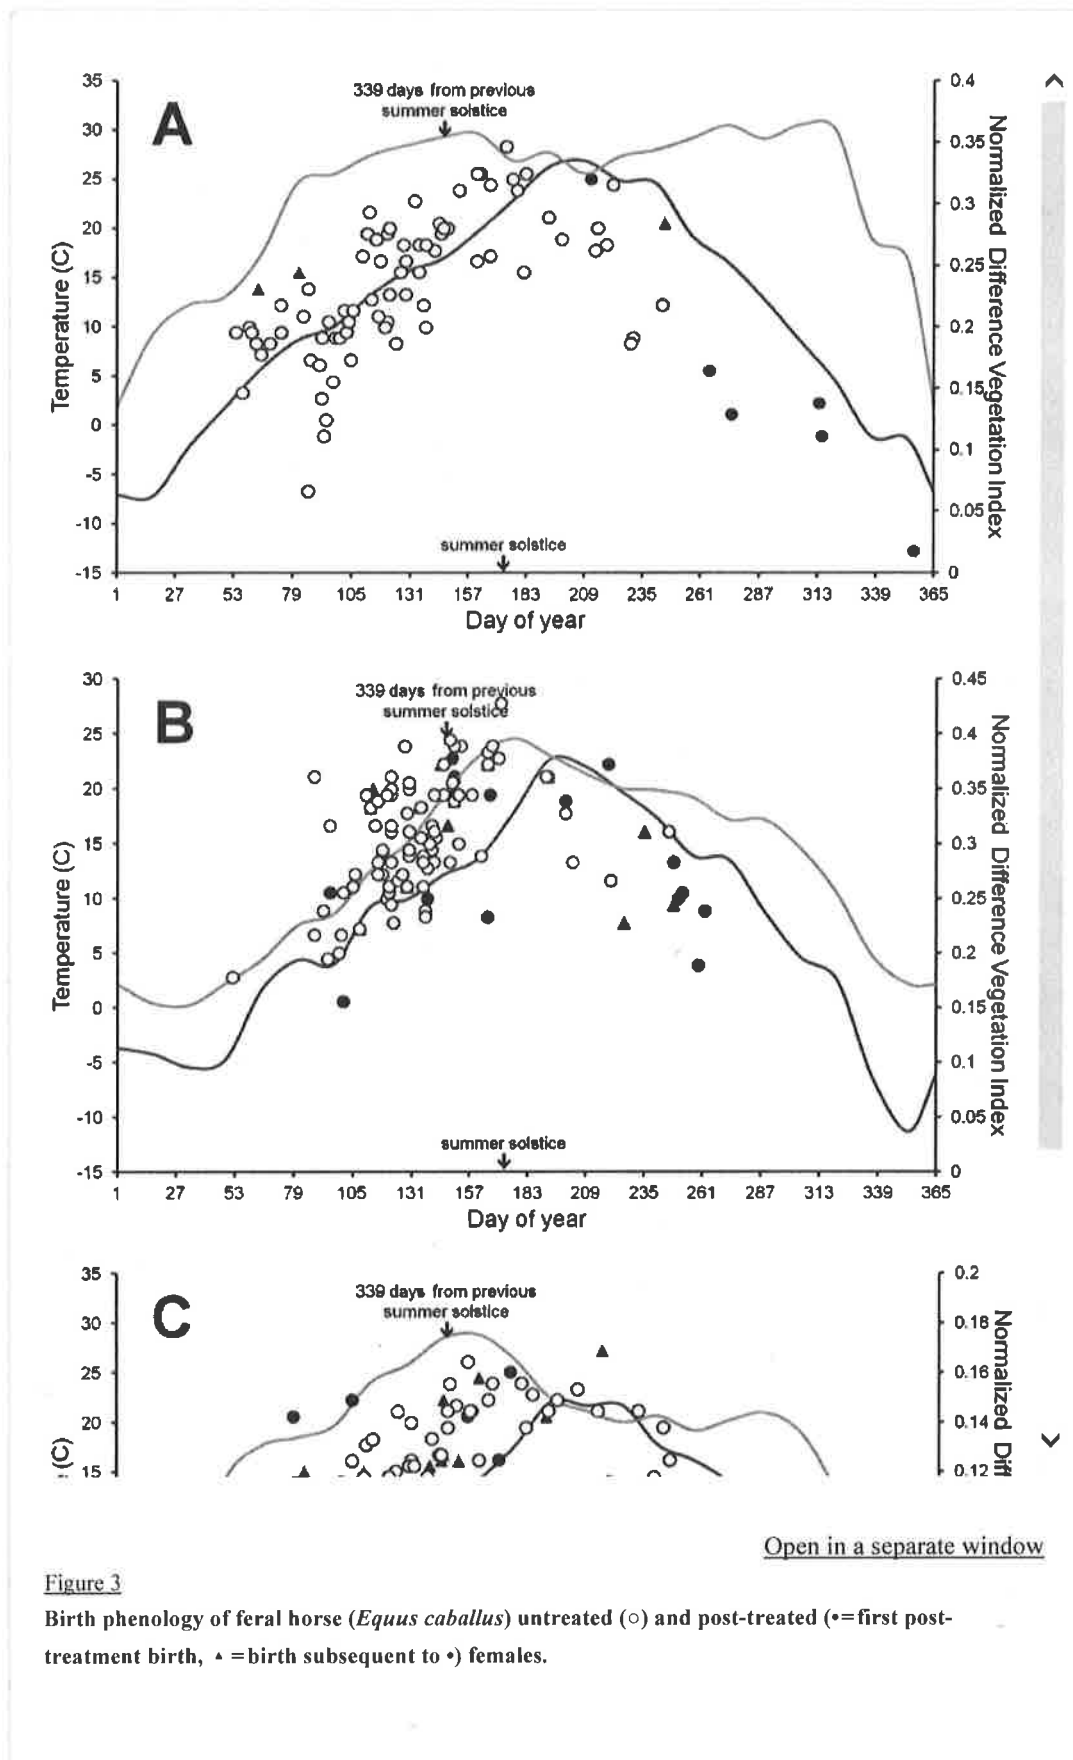 A
339 days from previous
summer solstice
35
30
25
20
15
10
5
0
-5
-10
-15
Temperature (C)
0.4
0.35
0.3
0.25
0.2
0.15
0.1
0.05
0
Normalized Difference Vegetation Index
summer solstice
1 27 53 79 105 131 157 183 209 235 261 287 313 339 365
Day of year
B
339 days from previous
summer solstice
30
25
20
15
10
5
0
-5
-10
-15
Temperature (C)
0.45
0.4
0.35
0.3
0.25
0.2
0.15
0.1
0.05
0
Normalized Difference Vegetation Index
summer solstice
1 27 53 79 105 131 157 183 209 235 261 287 313 339 365
Day of year
C
339 days from previous
summer solstice
35
30
25
20
15
(C)
0.2
0.18
0.16
0.14
0.12
Normalized Diff
Open in a separate window
Figure 3
Birth phenology of feral horse (Equus caballus) untreated (○) and post-treated (•=first post-
treatment birth, ▲ =birth subsequent to •) females.